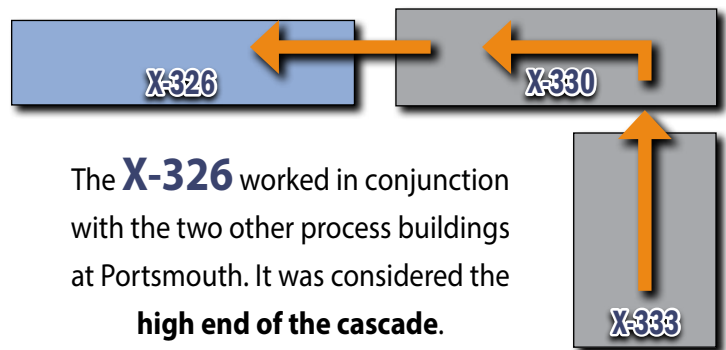 X-326
X-330
The X-326 worked in conjunction
with the two other process buildings
at Portsmouth. It was considered the
high end of the cascade.
X-333